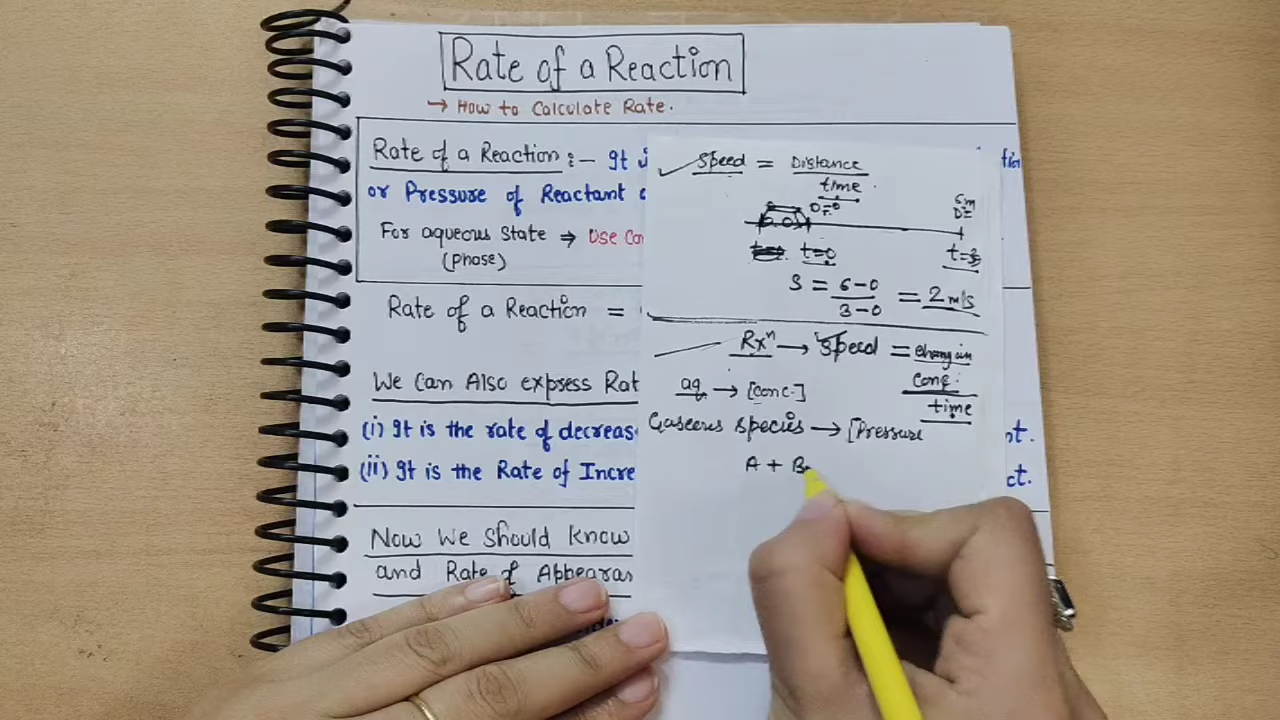 Rate of a Reaction
→ How to Calculate Rate.
Rate of a Reaction :- It
or Pressure of Reactant
For aqueous State ⇒ Use Con
(phase)
Rate of a Reaction =
We Can Also express Rat
(i) It is the rate of decreas
(ii) It is the Rate of Incre
Now We Should Know
and Rate of Appearan
✓ Speed = Distance
time
6m
D=
t=0
t=3
S = 6-0 / 3-0 = 2 m/s
Rxⁿ → Speed = Change in
Conc.
time
aq → [conc.]
Gaseous Species → [Pressure
A + B
nt.
ct.